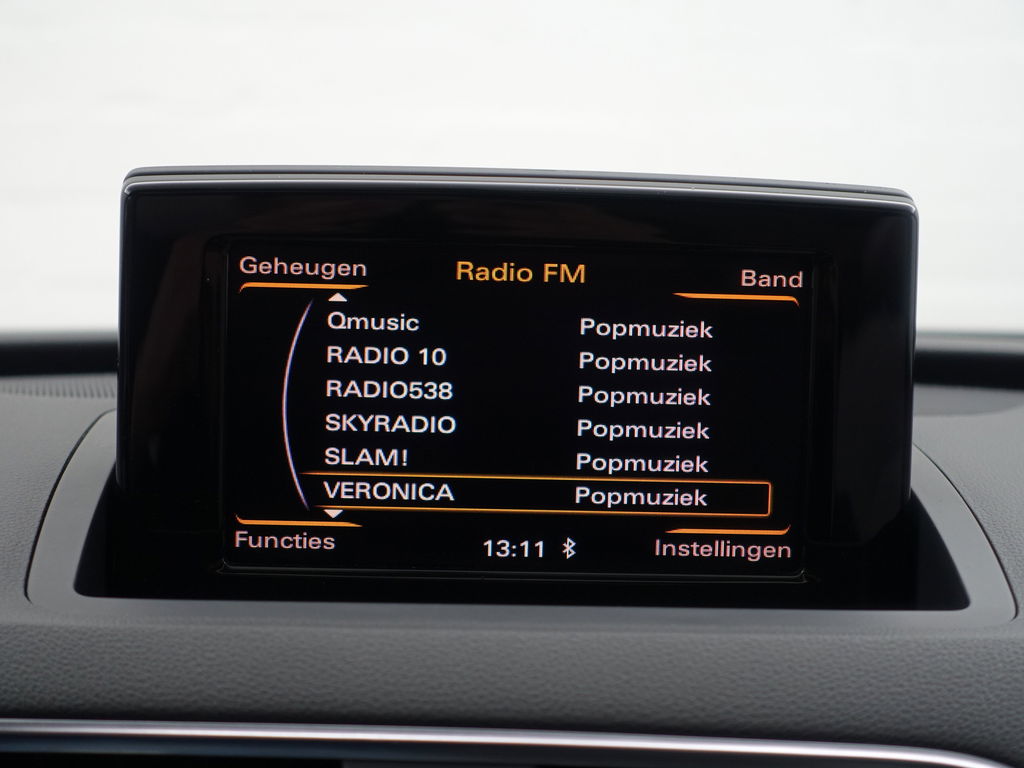 Geheugen Radio FM Band
Qmusic Popmuziek
RADIO 10 Popmuziek
RADIO538 Popmuziek
SKYRADIO Popmuziek
SLAM! Popmuziek
VERONICA Popmuziek
Functies 13:11 Instellingen